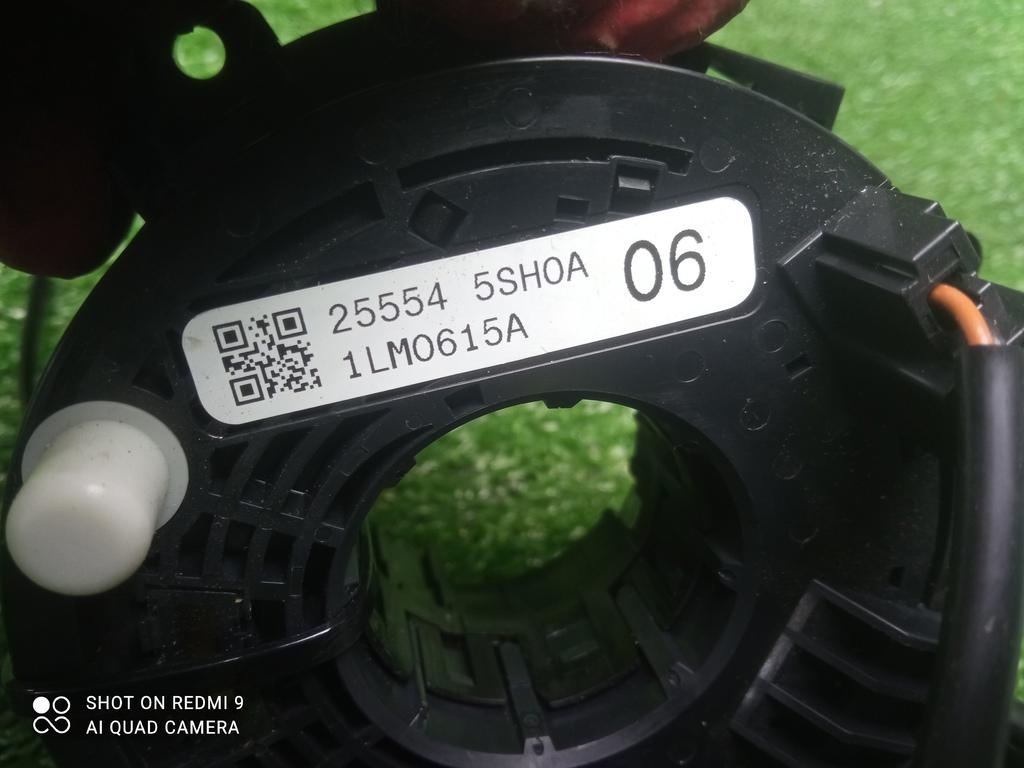 25554 5SH0A 06
1LM0615A
SHOT ON REDMI 9
AI QUAD CAMERA